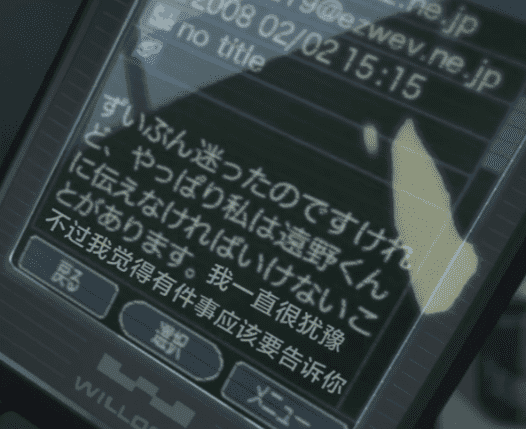 @ezwev.ne.jp
2008 02/02 15:15
no title
ずいぶん迷ったのですけれ
ど、やっぱり私は遠野くん
に伝えなければいけないこ
とがあります。
我一直很犹豫
不过我觉得有件事应该要告诉你
戻る
選択
メニュー